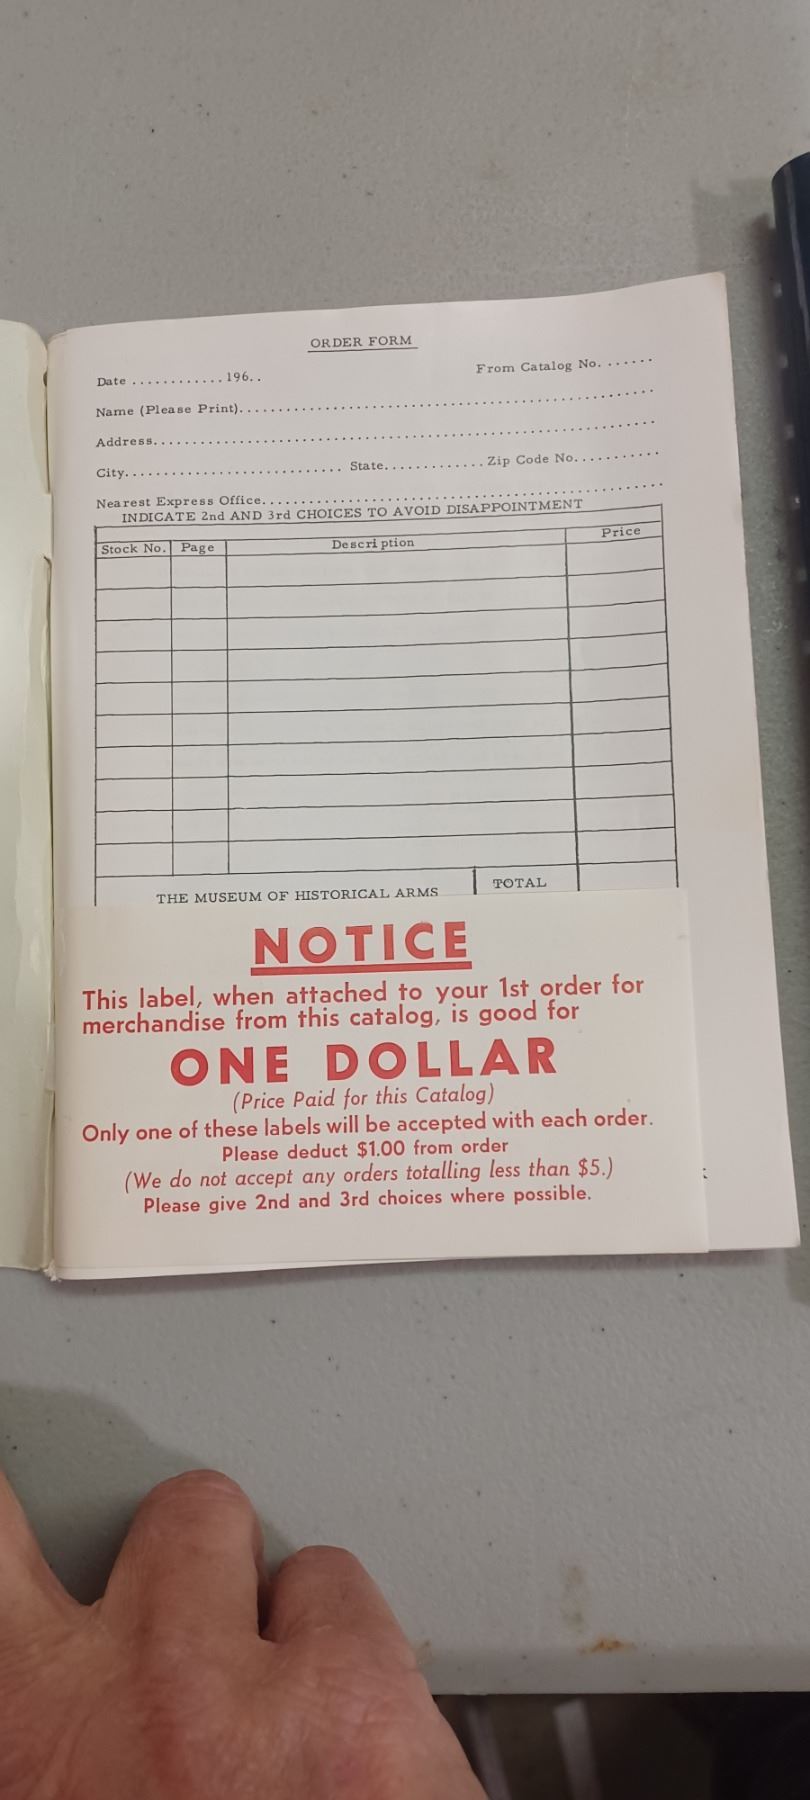 ORDER FORM
Date ............196.. From Catalog No. ......
Name (Please Print)................................................
Address................................................................
City........................... State............. Zip Code No..........
Nearest Express Office................................................
INDICATE 2nd AND 3rd CHOICES TO AVOID DISAPPOINTMENT
Stock No. Page Descri ption Price
THE MUSEUM OF HISTORICAL ARMS TOTAL
NOTICE
This label, when attached to your 1st order for
merchandise from this catalog, is good for
ONE DOLLAR
(Price Paid for this Catalog)
Only one of these labels will be accepted with each order.
Please deduct $1.00 from order
(We do not accept any orders totalling less than $5.)
Please give 2nd and 3rd choices where possible.